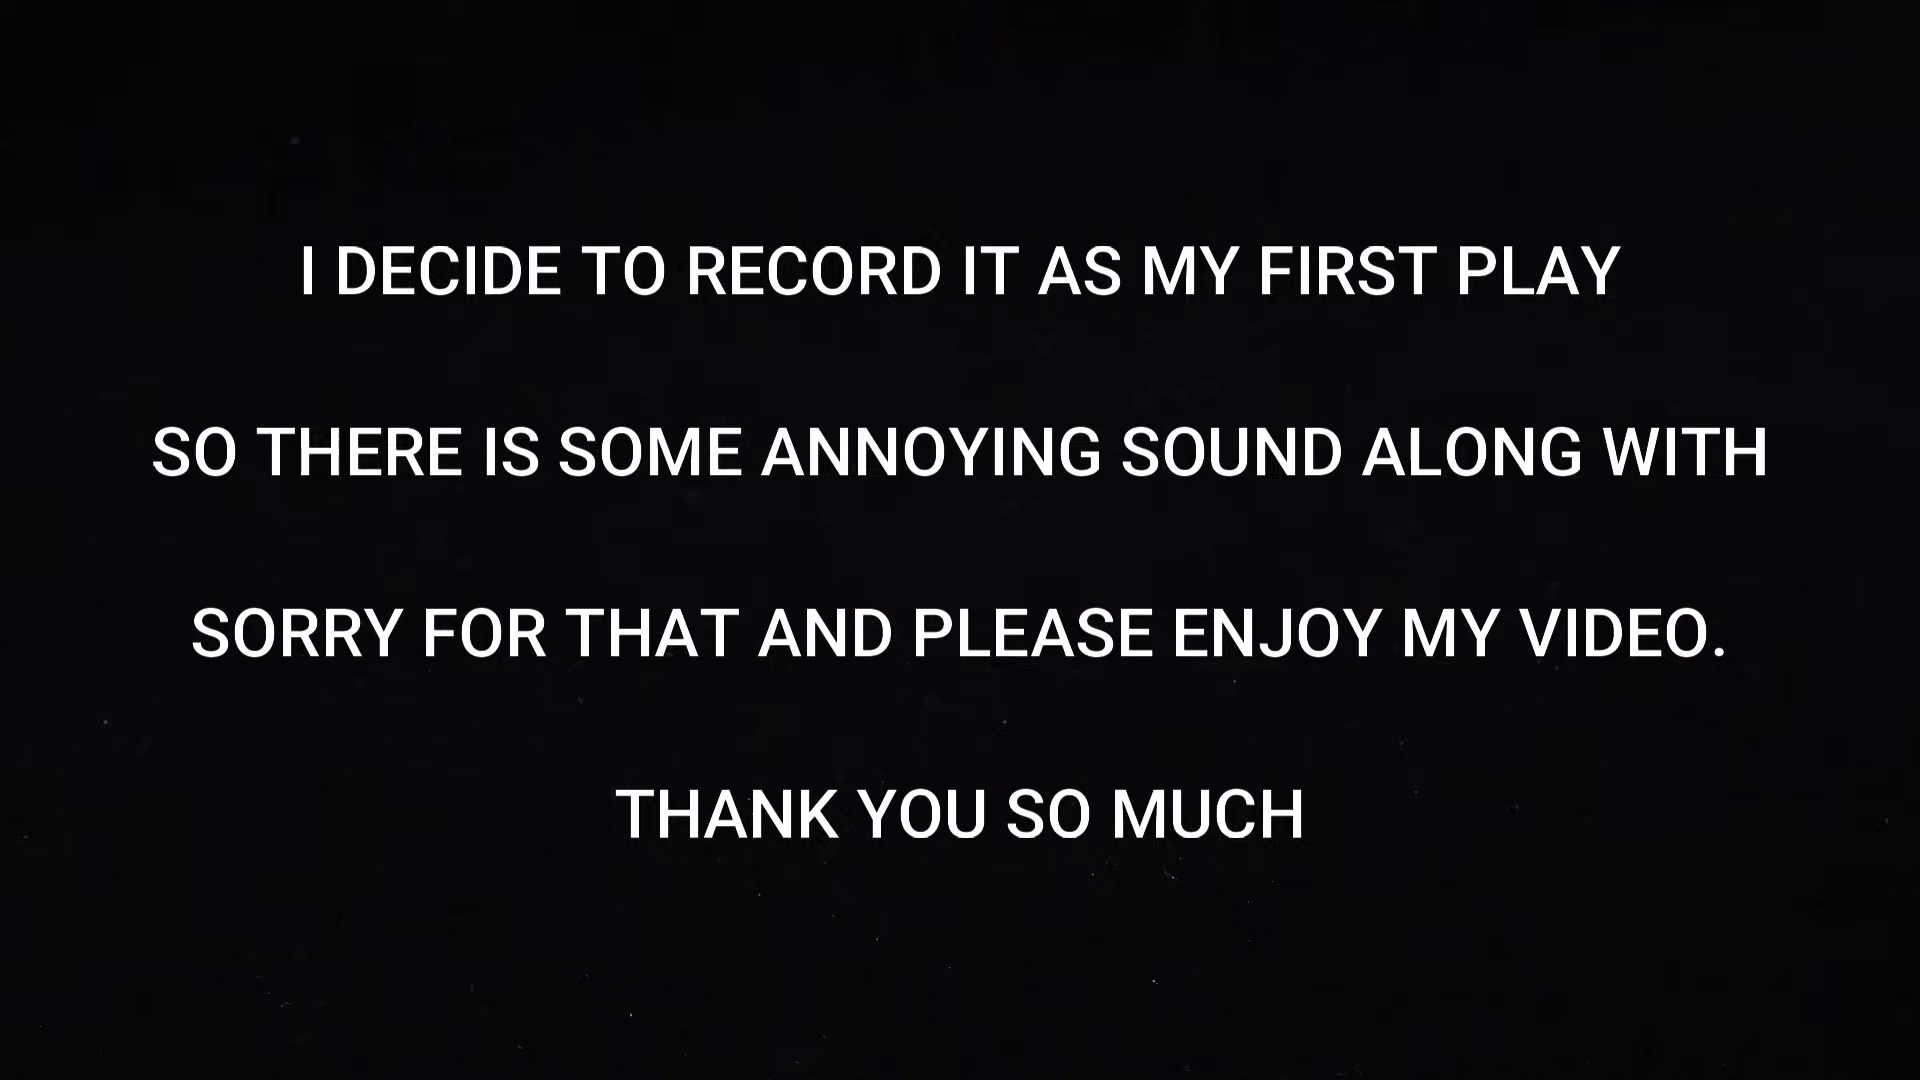 I DECIDE TO RECORD IT AS MY FIRST PLAY
SO THERE IS SOME ANNOYING SOUND ALONG WITH
SORRY FOR THAT AND PLEASE ENJOY MY VIDEO.
THANK YOU SO MUCH